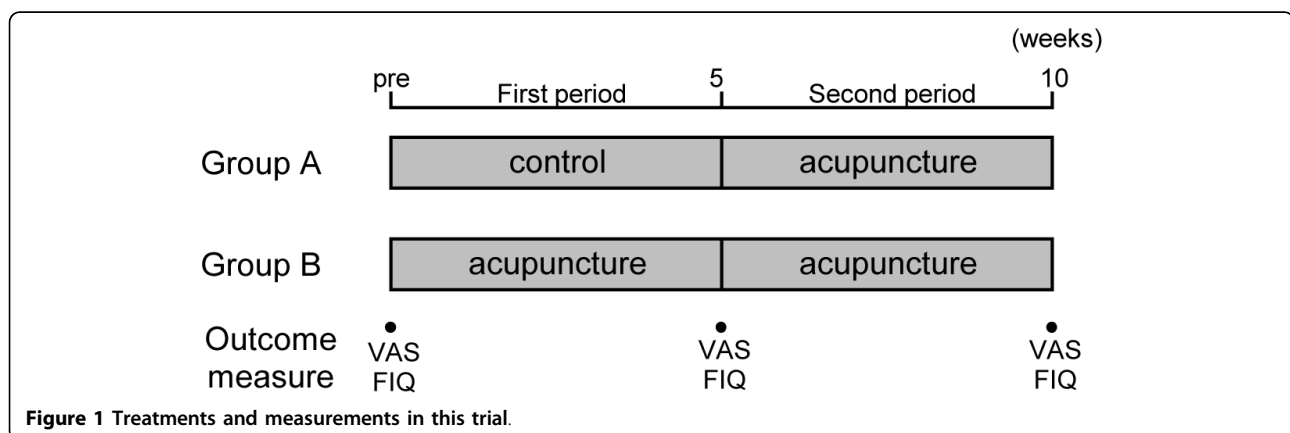 (weeks)
pre 5 10
First period Second period
Group A control acupuncture
Group B acupuncture acupuncture
Outcome measure
VAS VAS VAS
FIQ FIQ FIQ
Figure 1 Treatments and measurements in this trial.